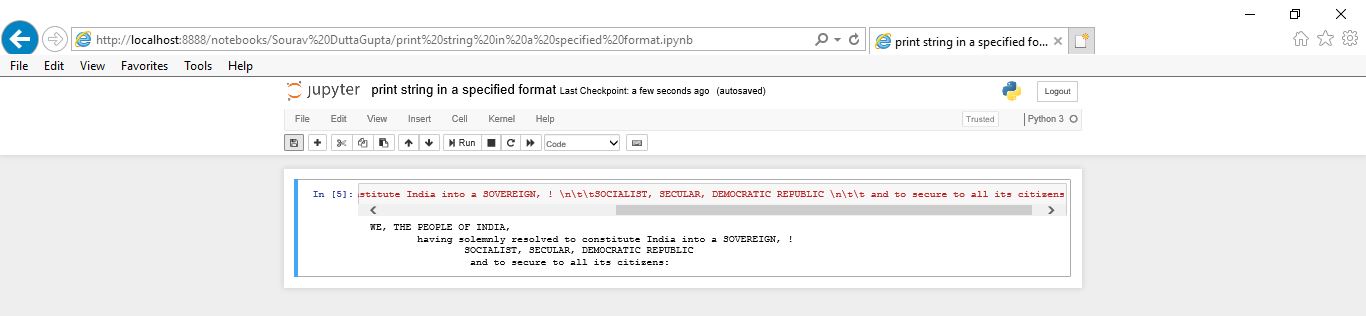 http://localhost:8888/notebooks/Sourav%20DuttaGupta/print%20string%20in%20a%20specified%20format.ipynb
print string in a specified fo...
File Edit View Favorites Tools Help
jupyter print string in a specified format Last Checkpoint: a few seconds ago (autosaved)
Logout
File Edit View Insert Cell Kernel Help
Trusted
Python 3
Run
Code
In [5]: stitute India into a SOVEREIGN, ! \n\t\tSOCIALIST, SECULAR, DEMOCRATIC REPUBLIC \n\t\t and to secure to all its citizens
WE, THE PEOPLE OF INDIA,
having solemnly resolved to constitute India into a SOVEREIGN, !
SOCIALIST, SECULAR, DEMOCRATIC REPUBLIC
and to secure to all its citizens: